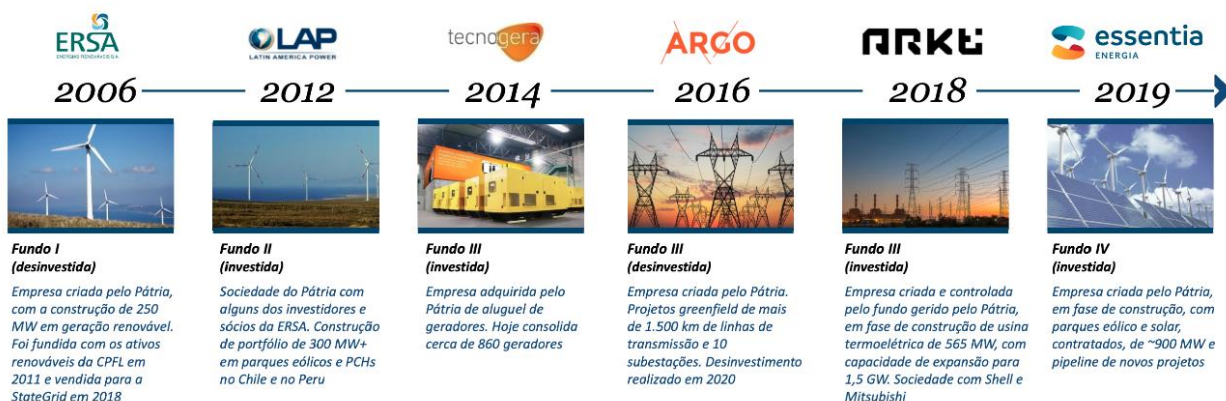 ERSA
ENERGIAS RENOVÁVEIS S.A.
LAP
LATIN AMERICA POWER
tecnogera
ARGO
ARKE
essentia
ENERGIA
2006
2012
2014
2016
2018
2019
Fundo I
(desinvestida)
Empresa criada pelo Pátria,
com a construção de 250
MW em geração renovável.
Foi fundida com os ativos
renováveis da CPFL em
2011 e vendida para a
StateGrid em 2018
Fundo II
(investida)
Sociedade do Pátria com
alguns dos investidores e
sócios da ERSA. Construção
de portfólio de 300 MW+
em parques eólicos e PCHs
no Chile e no Peru
Fundo III
(investida)
Empresa adquirida pelo
Pátria de aluguel de
geradores. Hoje consolida
cerca de 860 geradores
Fundo III
(desinvestida)
Empresa criada pelo Pátria.
Projetos greenfield de mais
de 1.500 km de linhas de
transmissão e 10
subestações. Desinvestimento
realizado em 2020
Fundo III
(investida)
Empresa criada e controlada
pelo fundo gerido pelo Pátria,
em fase de construção de usina
termoelétrica de 565 MW, com
capacidade de expansão para
1,5 GW. Sociedade com Shell e
Mitsubishi
Fundo IV
(investida)
Empresa criada pelo Pátria,
em fase de construção, com
parques eólico e solar,
contratados, de ~900 MW e
pipeline de novos projetos